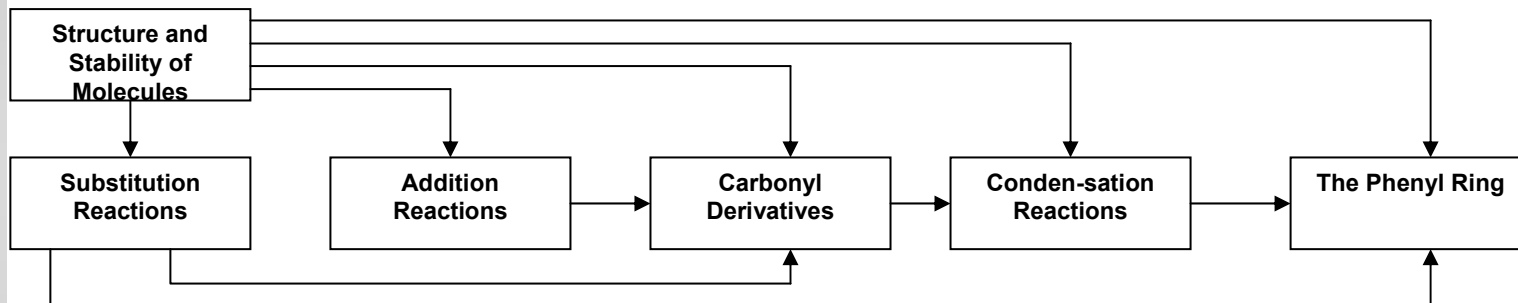 Structure and
Stability of
Molecules
Substitution
Reactions
Addition
Reactions
Carbonyl
Derivatives
Conden-sation
Reactions
The Phenyl Ring